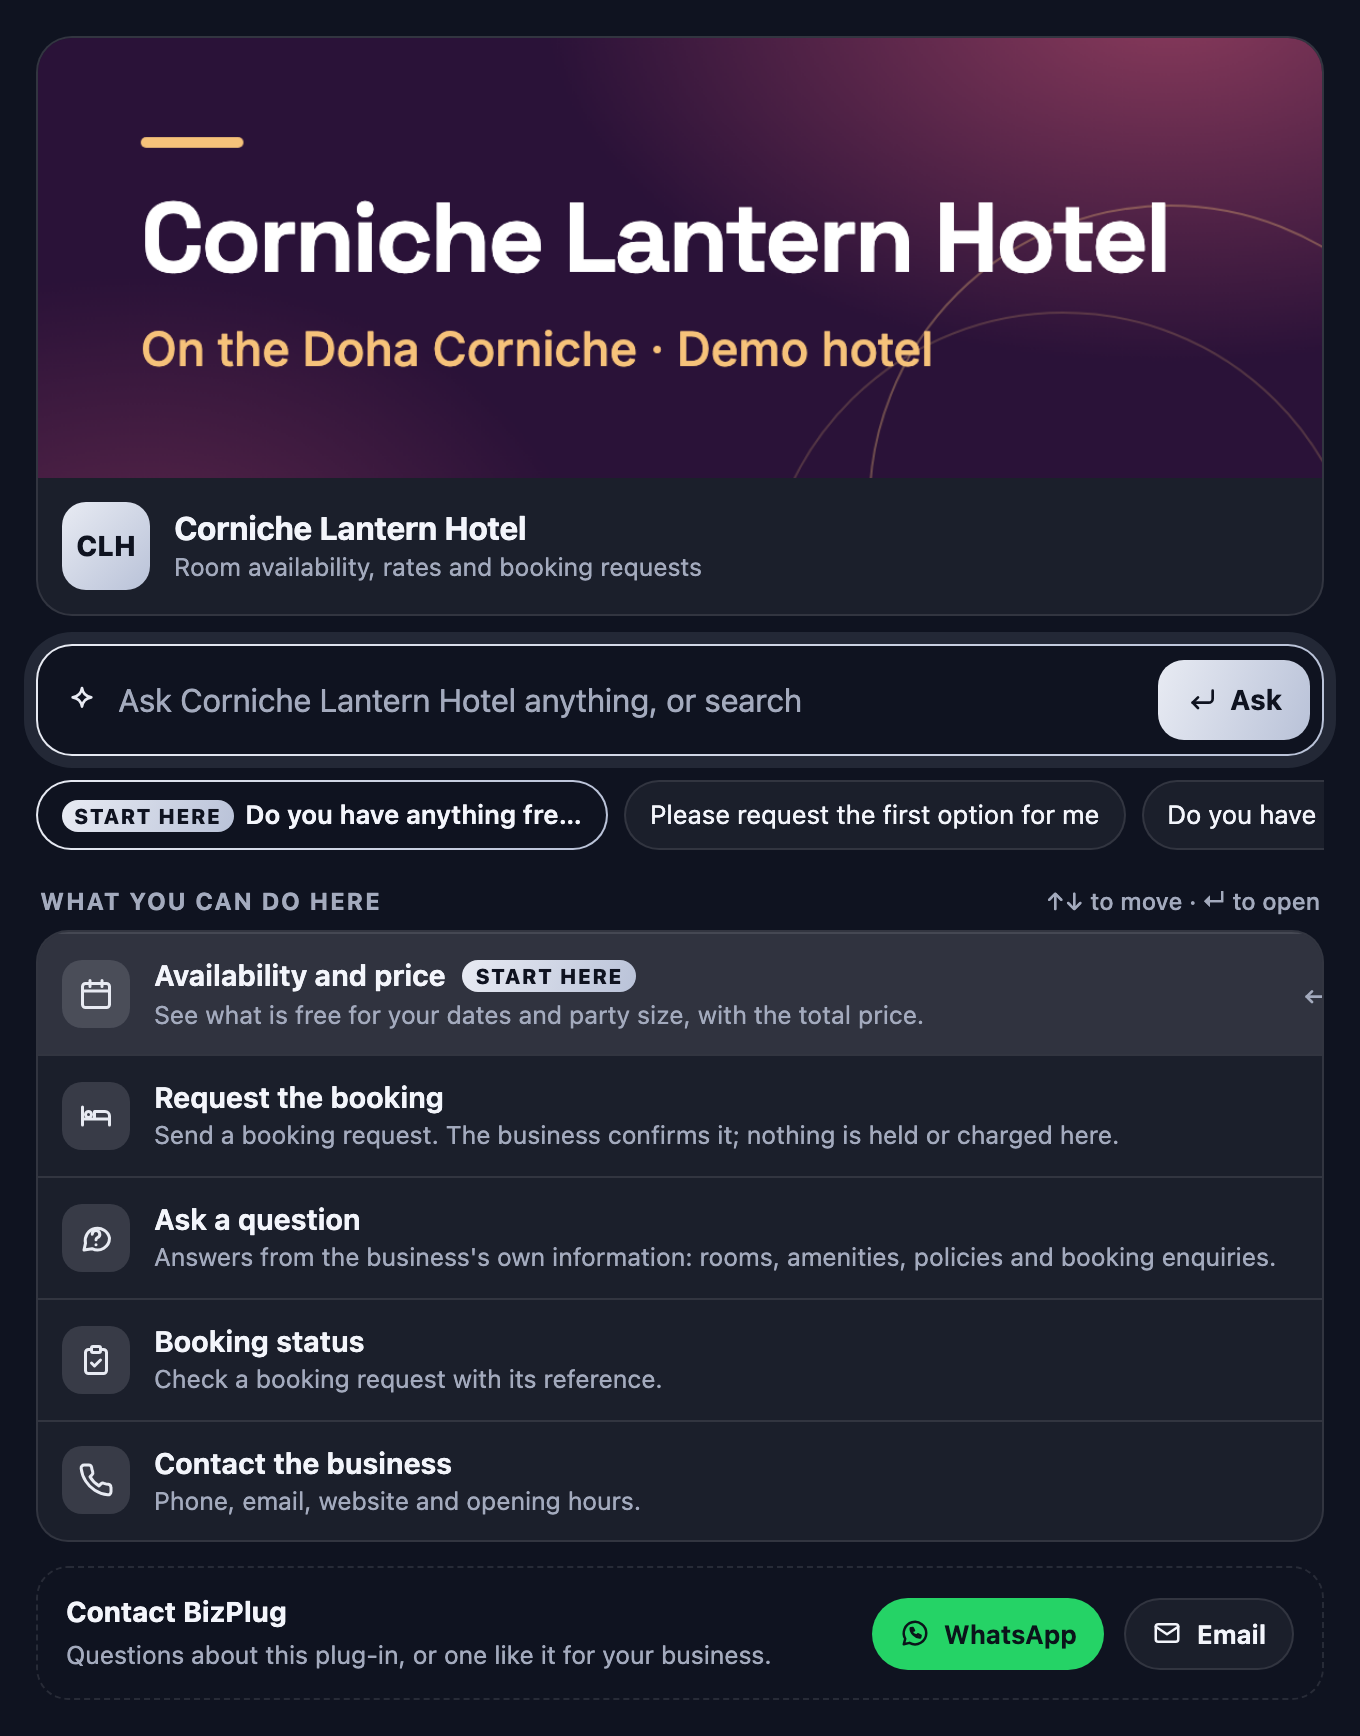 Corniche Lantern Hotel
On the Doha Corniche · Demo hotel
CLH
Corniche Lantern Hotel
Room availability, rates and booking requests
Ask Corniche Lantern Hotel anything, or search
↵ Ask
START HERE Do you have anything fre...
Please request the first option for me
Do you have
WHAT YOU CAN DO HERE
↑↓ to move · ↵ to open
Availability and price START HERE
See what is free for your dates and party size, with the total price.
Request the booking
Send a booking request. The business confirms it; nothing is held or charged here.
Ask a question
Answers from the business's own information: rooms, amenities, policies and booking enquiries.
Booking status
Check a booking request with its reference.
Contact the business
Phone, email, website and opening hours.
Contact BizPlug
Questions about this plug-in, or one like it for your business.
WhatsApp
Email